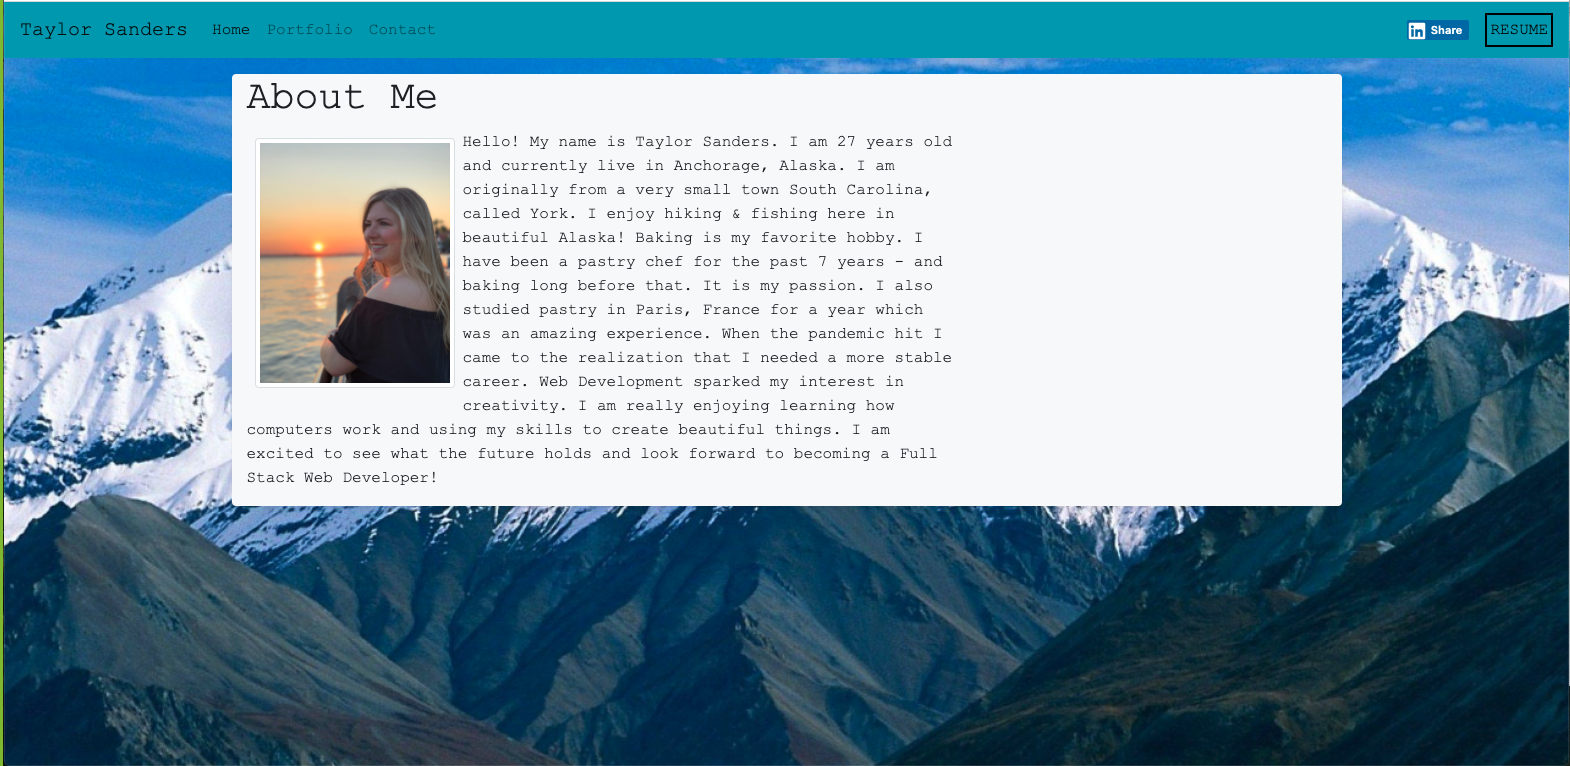 Taylor Sanders Home Portfolio Contact in Share RESUME
About Me
Hello! My name is Taylor Sanders. I am 27 years old
and currently live in Anchorage, Alaska. I am
originally from a very small town South Carolina,
called York. I enjoy hiking & fishing here in
beautiful Alaska! Baking is my favorite hobby. I
have been a pastry chef for the past 7 years - and
baking long before that. It is my passion. I also
studied pastry in Paris, France for a year which
was an amazing experience. When the pandemic hit I
came to the realization that I needed a more stable
career. Web Development sparked my interest in
creativity. I am really enjoying learning how
computers work and using my skills to create beautiful things. I am
excited to see what the future holds and look forward to becoming a Full
Stack Web Developer!